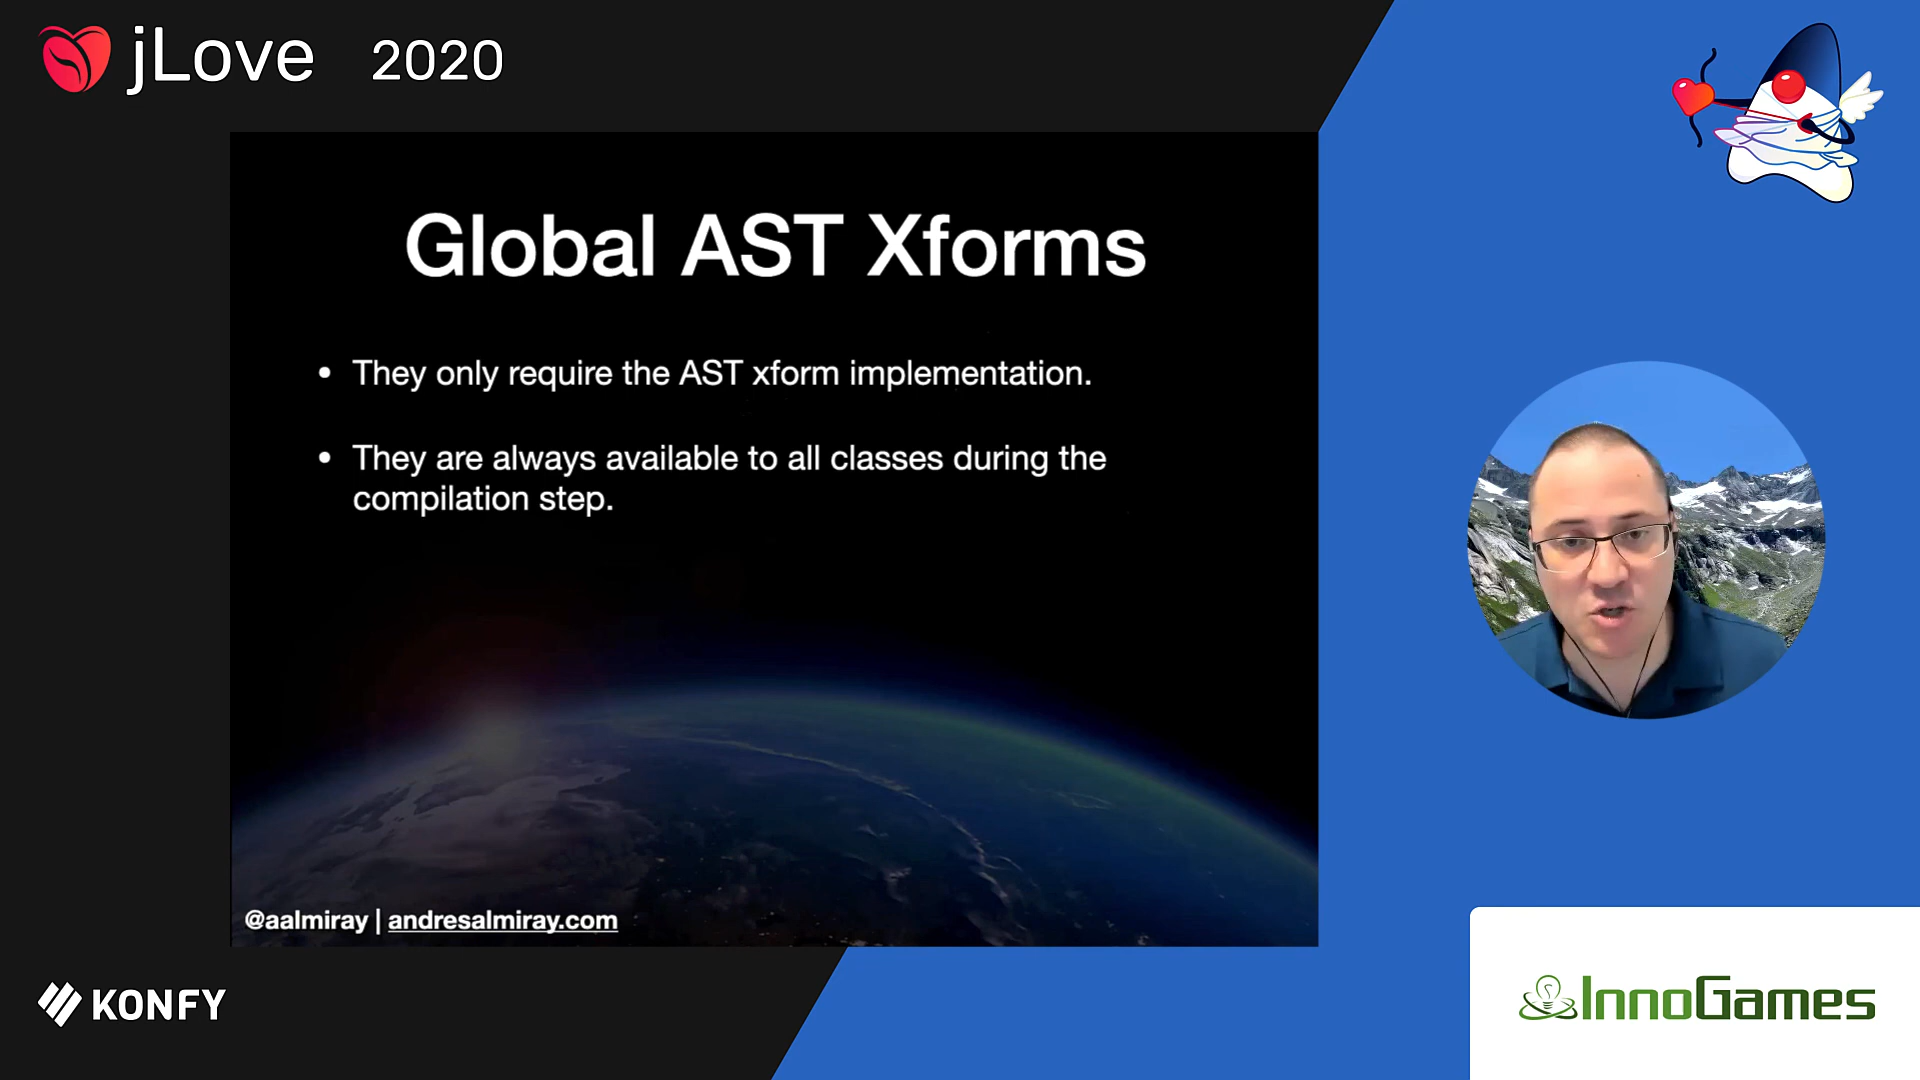 jLove 2020
Global AST Xforms
• They only require the AST xform implementation.
• They are always available to all classes during the
compilation step.
@aalmiray | andresalmiray.com
KONFY
InnoGames